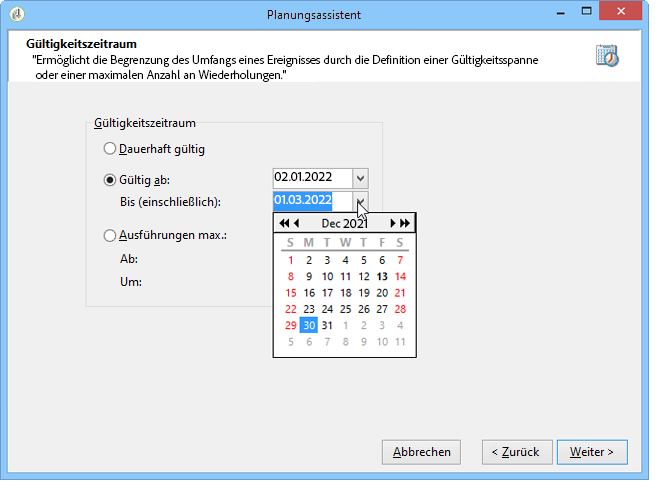 Planungsassistent
Gültigkeitszeitraum
"Ermöglicht die Begrenzung des Umfangs eines Ereignisses durch die Definition einer Gültigkeitsspanne
oder einer maximalen Anzahl an Wiederholungen."
Gültigkeitszeitraum
Dauerhaft gültig
Gültig ab: 02.01.2022
Bis (einschließlich): 01.03.2022
Dec 2021
S M T W T F S
1 2 3 4 5 6 7
8 9 10 11 12 13 14
15 16 17 18 19 20 21
22 23 24 25 26 27 28
29 30 31 1 2 3 4
5 6 7 8 9 10 11
Ausführungen max.:
Ab:
Um:
Abbrechen < Zurück Weiter >